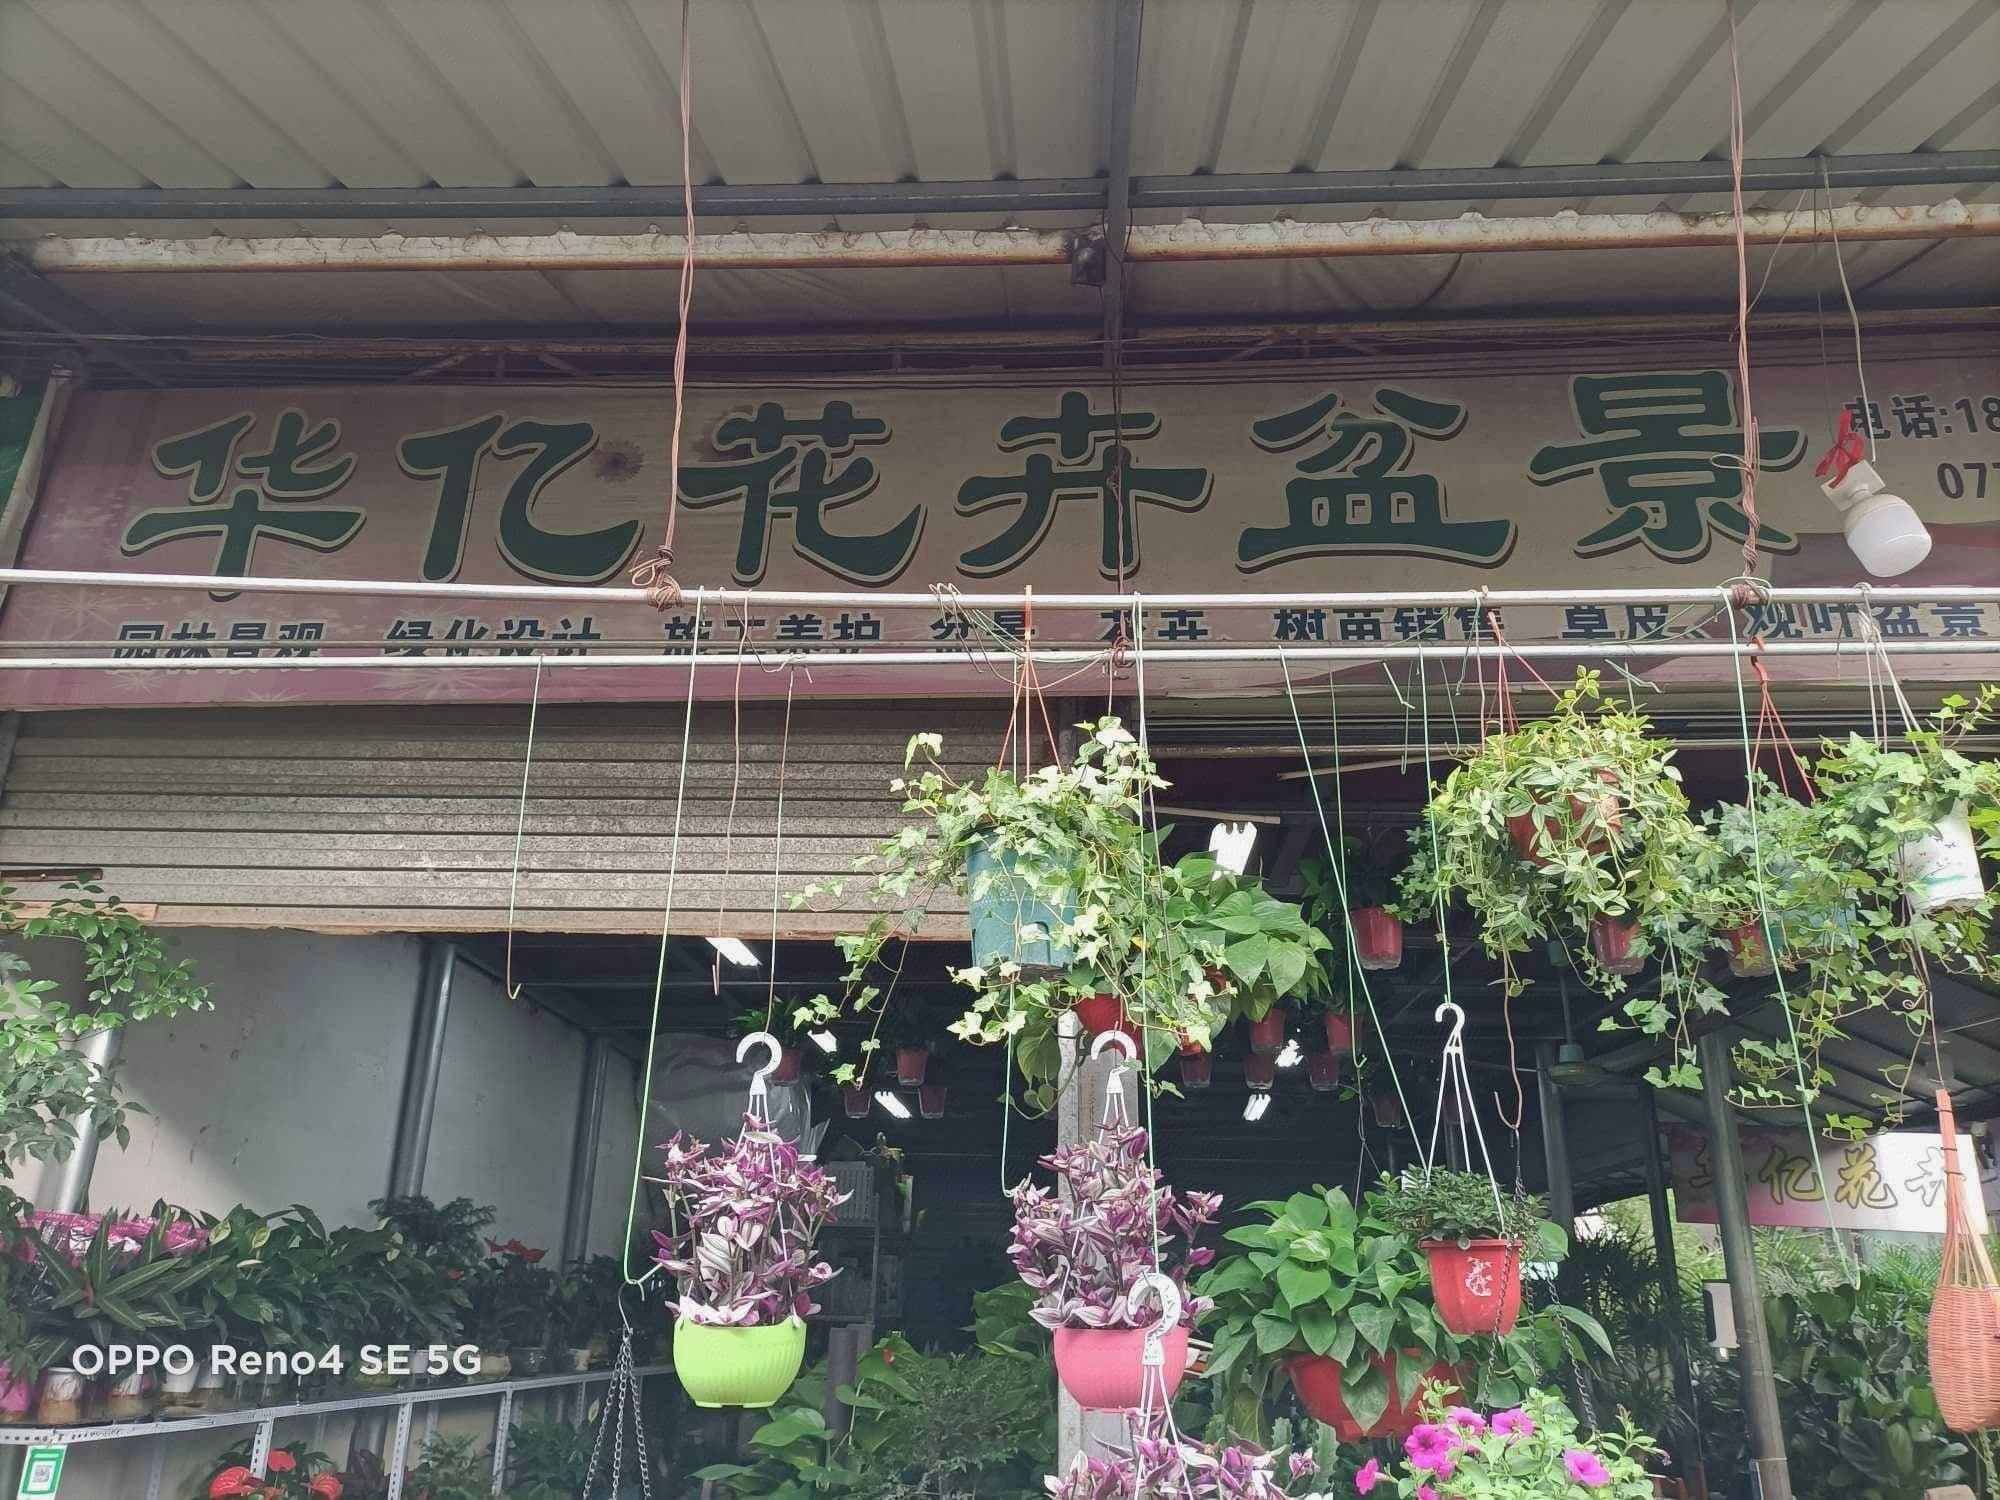 华亿花卉盆景
电话:18
077
园林景观 绿化设计 施工养护 盆景、花卉、树苗销售 草皮、观叶盆景
华亿花卉
OPPO Reno4 SE 5G